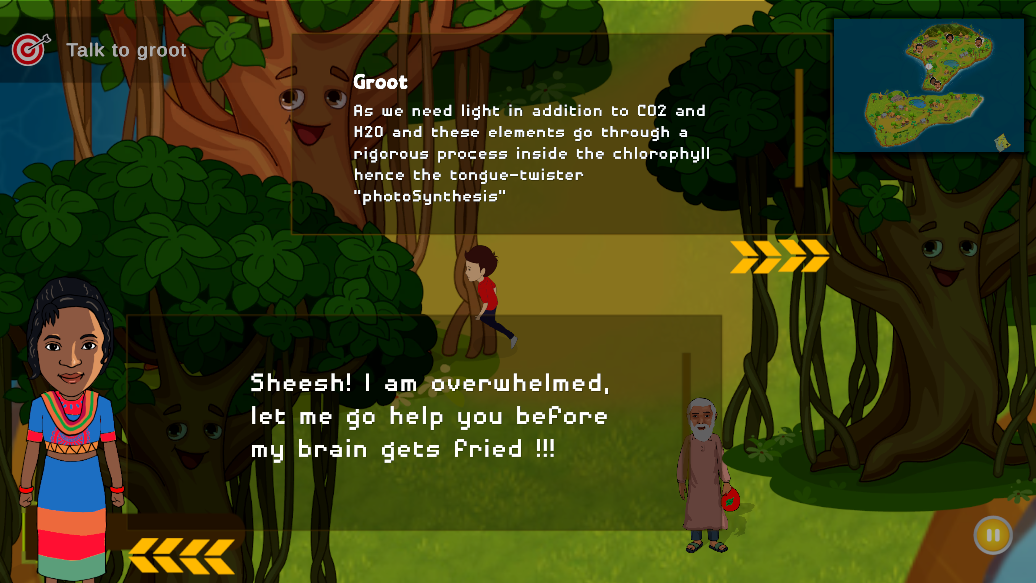 Talk to groot
Groot
As we need light in addition to CO2 and
H2O and these elements go through a
rigorous process inside the chlorophyll
hence the tongue-twister
"photoSynthesis"
Sheesh! I am overwhelmed,
let me go help you before
my brain gets fried !!!